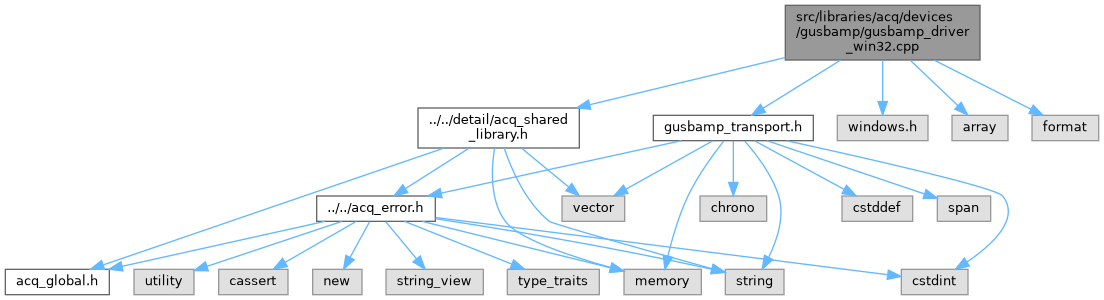 src/libraries/acq/devices
/gusbamp/gusbamp_driver
_win32.cpp
../../detail/acq_shared
_library.h
gusbamp_transport.h
windows.h
array
format
../../acq_error.h
vector
chrono
cstddef
span
acq_global.h
utility
cassert
new
string_view
type_traits
memory
string
cstdint